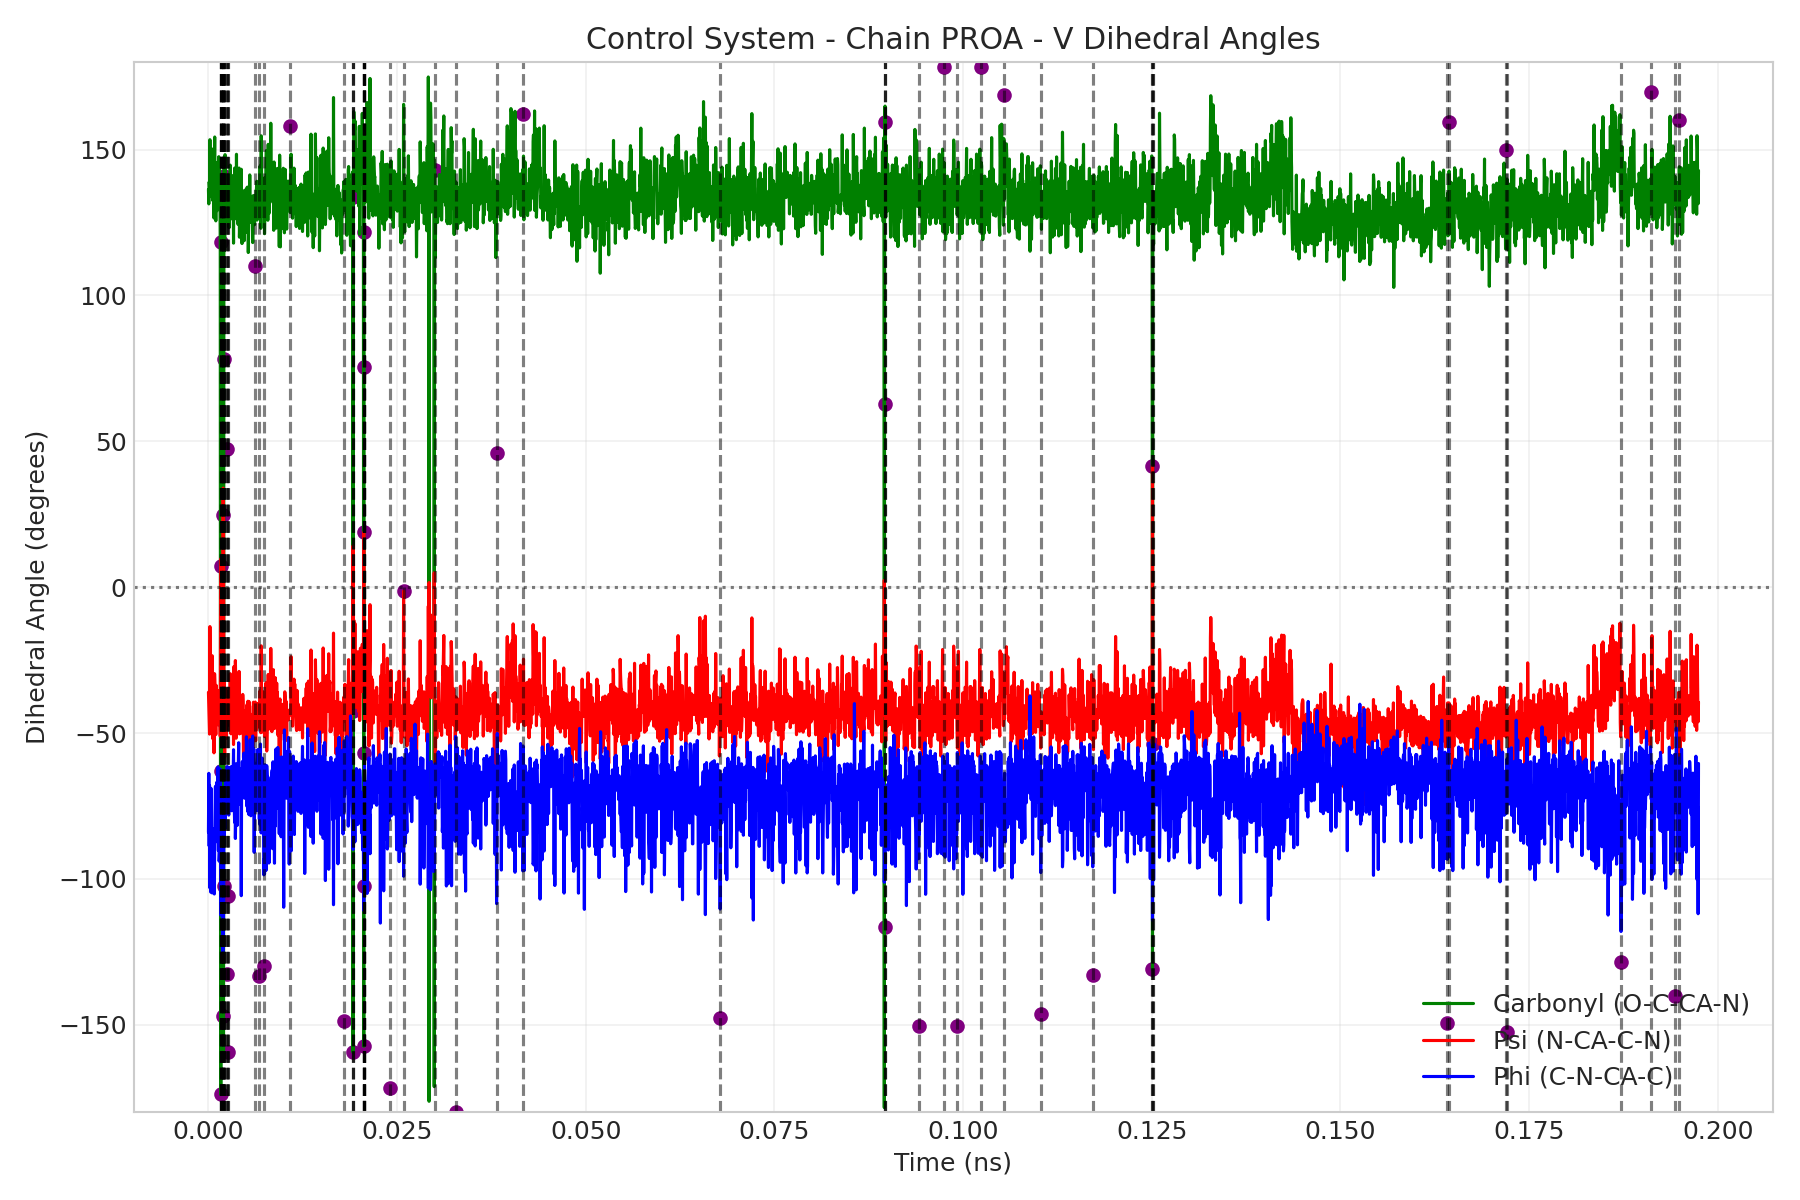 Control System - Chain PROA - V Dihedral Angles
Dihedral Angle (degrees)
150
100
50
0
−50
−100
−150
Carbonyl (O-C-CA-N)
Psi (N-CA-C-N)
Phi (C-N-CA-C)
0.000 0.025 0.050 0.075 0.100 0.125 0.150 0.175 0.200
Time (ns)